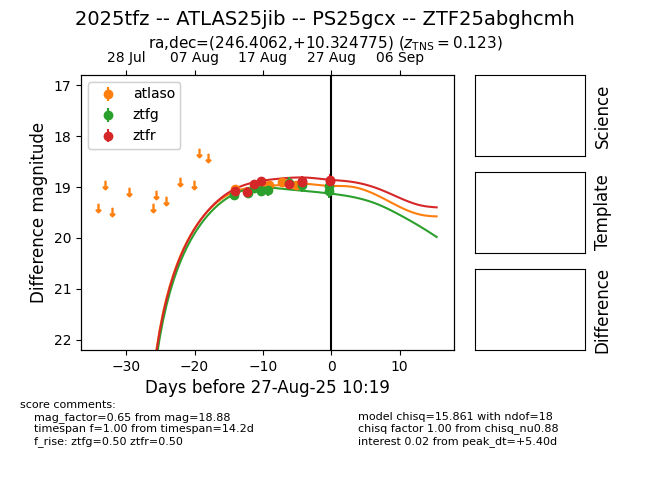 2025tfz -- ATLAS25jib -- PS25gcx -- ZTF25abghcmh
ra,dec=(246.4062,+10.324775) (z_TNS = 0.123)
28 Jul 07 Aug 17 Aug 27 Aug 06 Sep
atlaso
ztfg
ztfr
17
18
19
20
21
22
Difference magnitude
−30 −20 −10 0 10
Days before 27-Aug-25 10:19
Science
Template
Difference
score comments:
mag_factor=0.65 from mag=18.88
timespan f=1.00 from timespan=14.2d
f_rise: ztfg=0.50 ztfr=0.50
model chisq=15.861 with ndof=18
chisq factor 1.00 from chisq_nu0.88
interest 0.02 from peak_dt=+5.40d